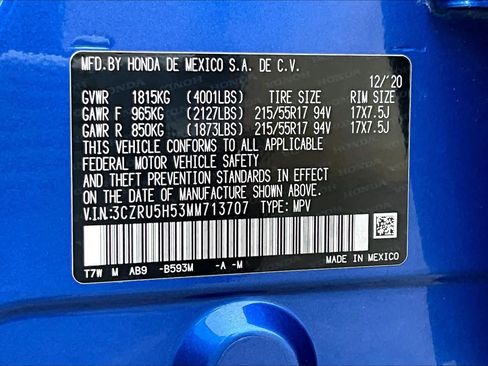 MFD.BY HONDA DE MEXICO S.A. DE C.V.
12/'20
GVWR 1815KG (4001LBS) TIRE SIZE RIM SIZE
GAWR F 965KG (2127LBS) 215/55R17 94V 17X7.5J
GAWR R 850KG (1873LBS) 215/55R17 94V 17X7.5J
THIS VEHICLE CONFORMS TO ALL APPLICABLE
FEDERAL MOTOR VEHICLE SAFETY
AND THEFT PREVENTION STANDARDS IN EFFECT
ON THE DATE OF MANUFACTURE SHOWN ABOVE.
V.I.N:3CZRU5H53MM713707 TYPE: MPV
T7W M AB9 -B593M -A -M
MADE IN MEXICO